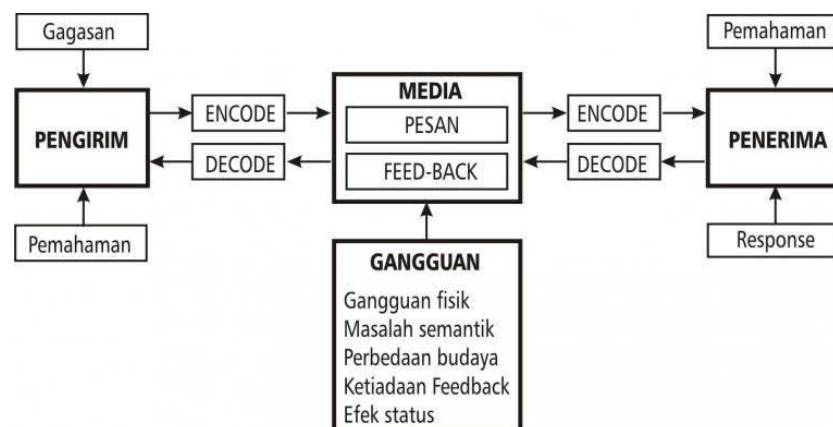 Gagasan
Pemahaman
PENGIRIM
ENCODE
DECODE
MEDIA
PESAN
FEED-BACK
ENCODE
DECODE
PENERIMA
Pemahaman
Response
GANGGUAN
Gangguan fisik
Masalah semantik
Perbedaan budaya
Ketiadaan Feedback
Efek status